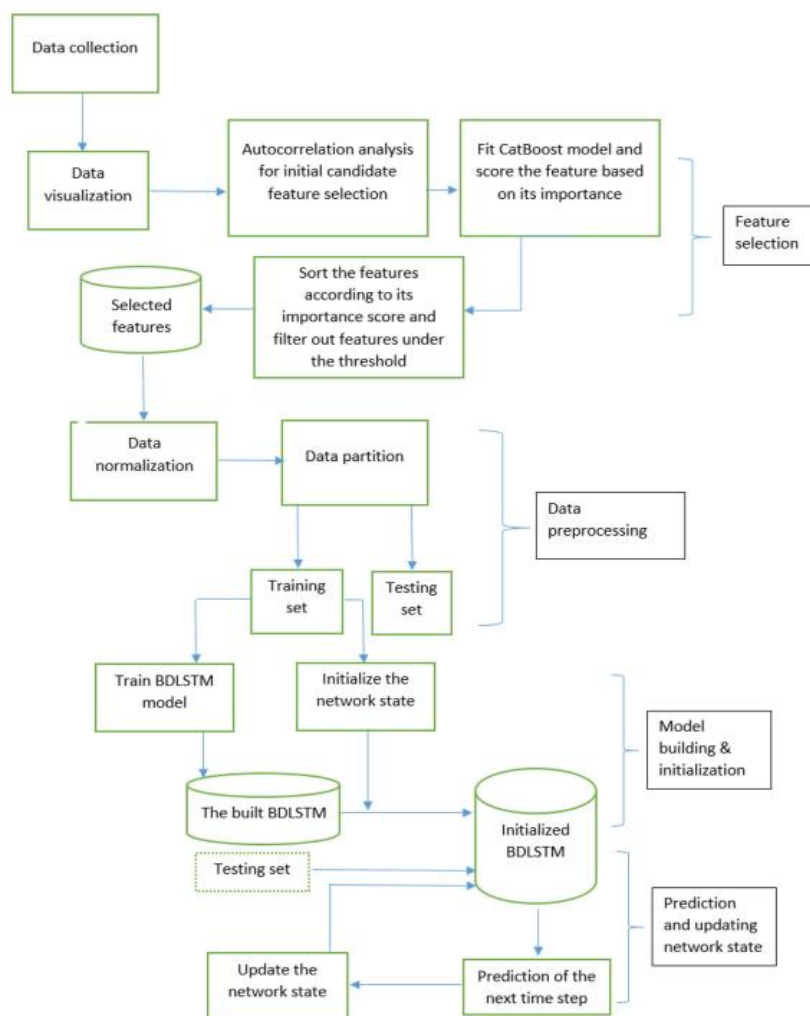 Data collection
Data
visualization
Autocorrelation analysis
for initial candidate
feature selection
Fit CatBoost model and
score the feature based
on its importance
Feature
selection
Sort the features
according to its
importance score and
filter out features under
the threshold
Selected
features
Data
normalization
Data partition
Data
preprocessing
Training
set
Testing
set
Train BDLSTM
model
Initialize the
network state
Model
building &
initialization
The built BDLSTM
Initialized
BDLSTM
Testing set
Prediction
and updating
network state
Update the
network state
Prediction of the
next time step